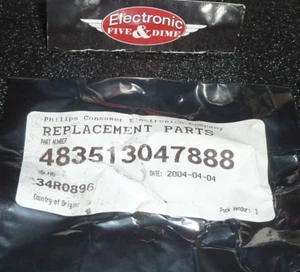 Electronic
FIVE & DIME
Philips Consumer Electronics Company
REPLACEMENT PARTS
PART NUMBER
483513047888
34R0896
DATE: 2004-04-04
Country of Origin
Pack Vendor: 3